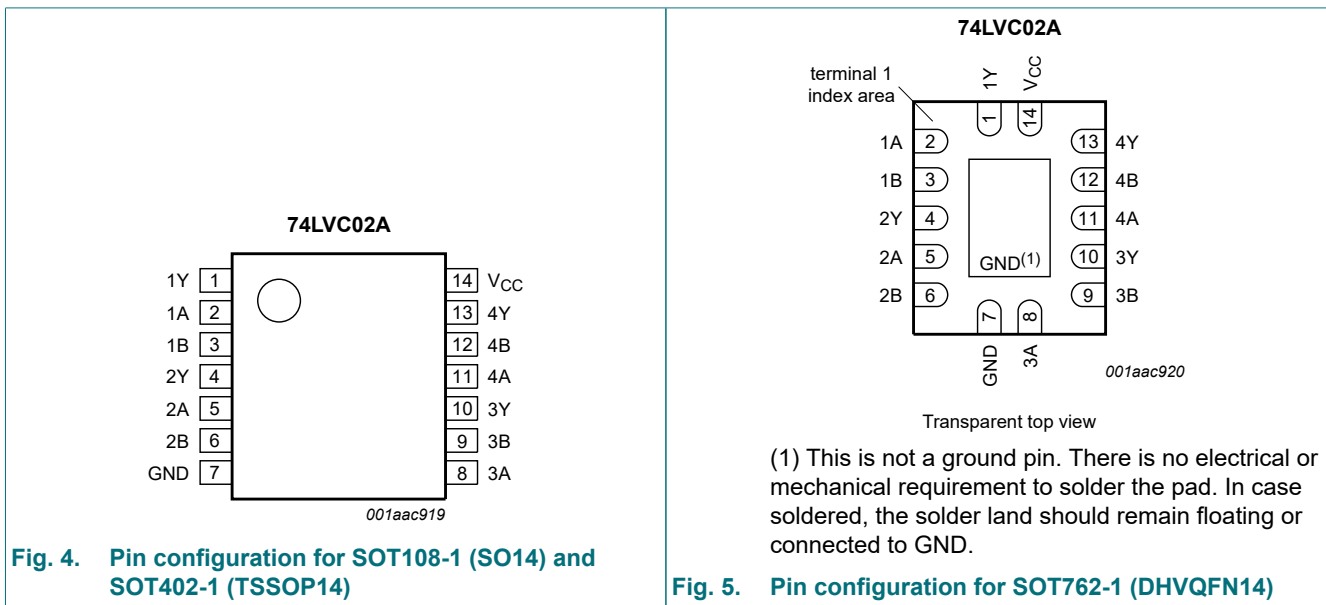 74LVC02A
1Y 1 14 VCC
1A 2 13 4Y
1B 3 12 4B
2Y 4 11 4A
2A 5 10 3Y
2B 6 9 3B
GND 7 8 3A
001aac919
Fig. 4. Pin configuration for SOT108-1 (SO14) and
SOT402-1 (TSSOP14)
74LVC02A
terminal 1
index area
1Y VCC
1 14
1A 2 13 4Y
1B 3 12 4B
2Y 4 11 4A
2A 5 10 3Y
GND(1)
2B 6 9 3B
7 8
GND 3A
001aac920
Transparent top view
(1) This is not a ground pin. There is no electrical or
mechanical requirement to solder the pad. In case
soldered, the solder land should remain floating or
connected to GND.
Fig. 5. Pin configuration for SOT762-1 (DHVQFN14)